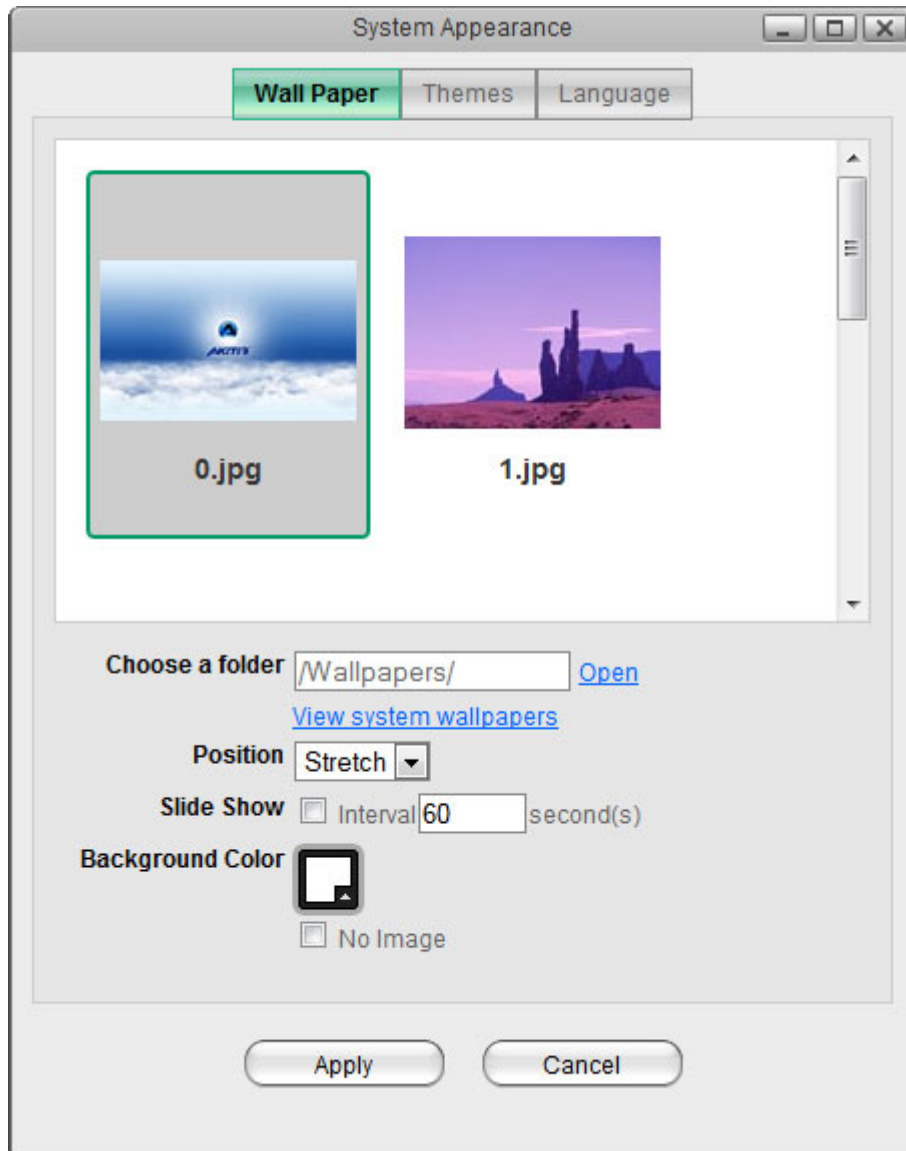 System Appearance
Wall Paper Themes Language
AKiTiO
0.jpg 1.jpg
Choose a folder /Wallpapers/ Open
View system wallpapers
Position Stretch
Slide Show Interval 60 second(s)
Background Color
No Image
Apply Cancel